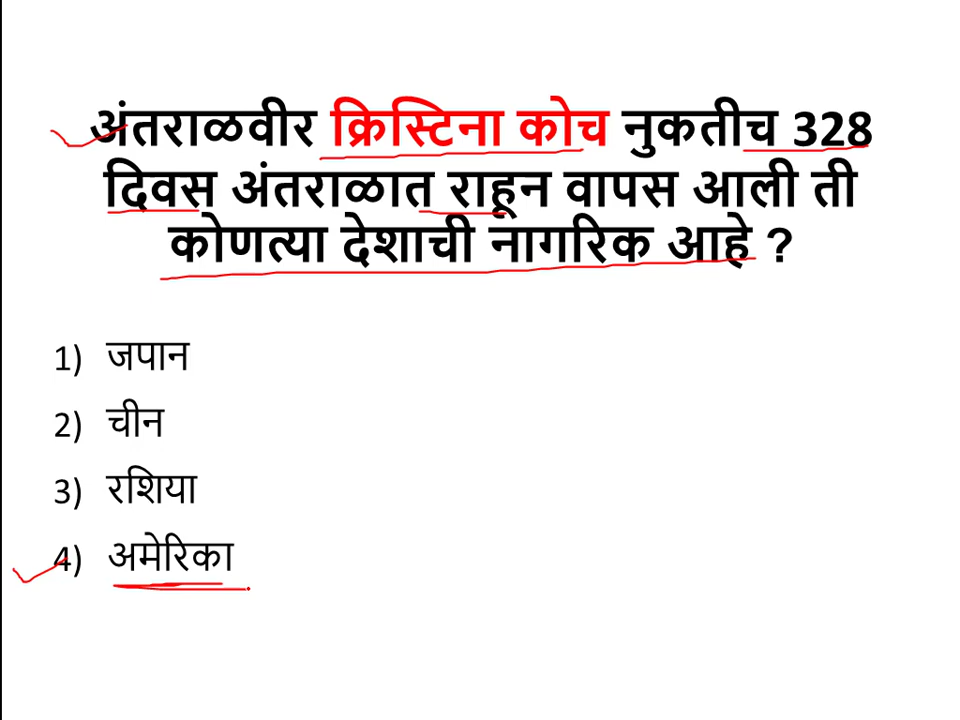 अंतराळवीर क्रिस्टिना कोच नुकतीच 328
दिवस अंतराळात राहून वापस आली ती
कोणत्या देशाची नागरिक आहे ?
1) जपान
2) चीन
3) रशिया
4) अमेरिका